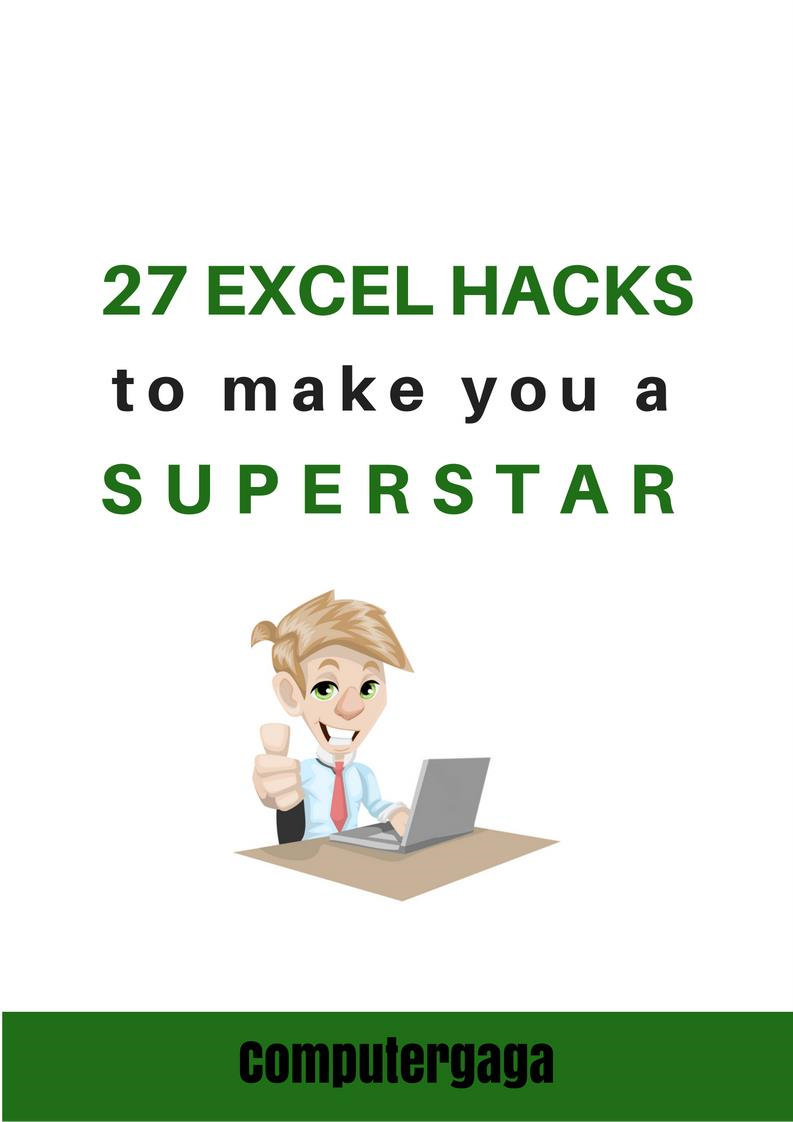 27 EXCEL HACKS
to make you a
SUPERSTAR
computergaga